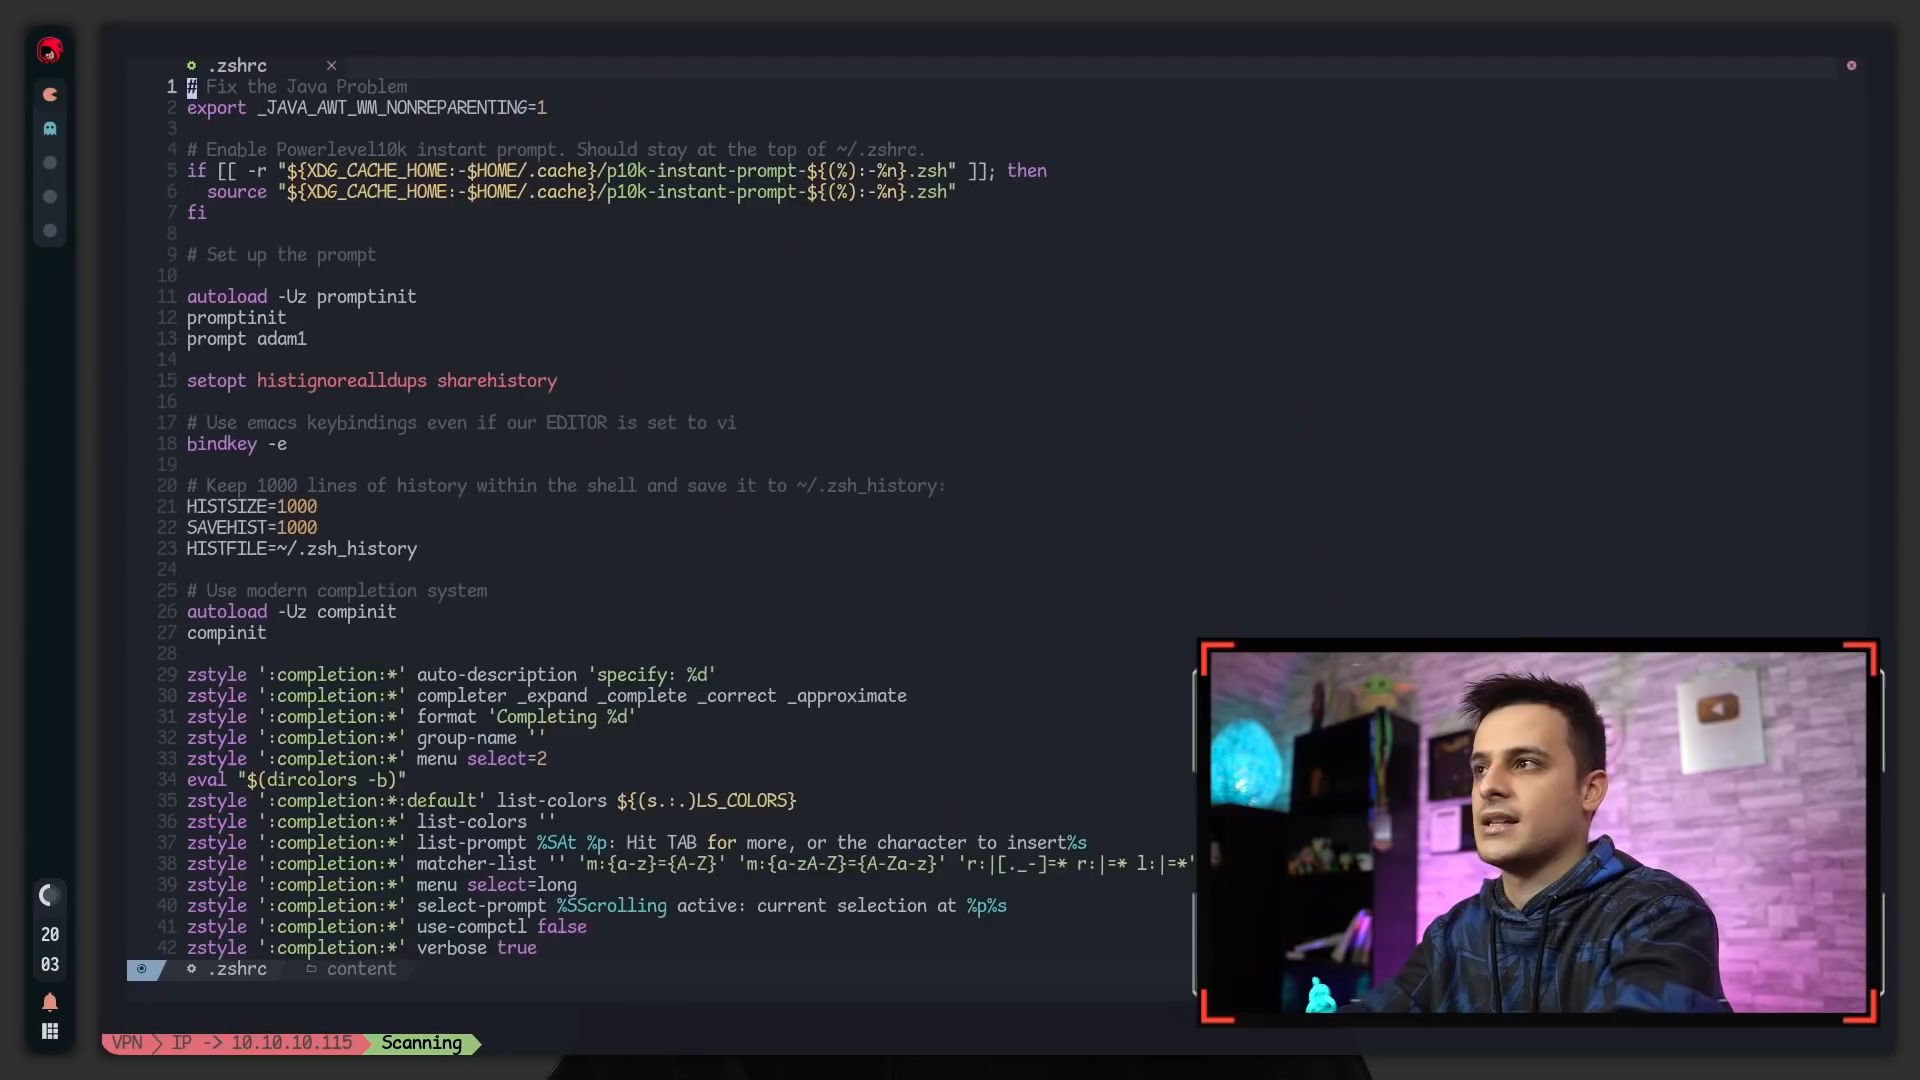 .zshrc ×
1 # Fix the Java Problem
2 export _JAVA_AWT_WM_NONREPARENTING=1
3
4 # Enable Powerlevel10k instant prompt. Should stay at the top of ~/.zshrc.
5 if [[ -r "${XDG_CACHE_HOME:-$HOME/.cache}/p10k-instant-prompt-${(%):-%n}.zsh" ]]; then
6   source "${XDG_CACHE_HOME:-$HOME/.cache}/p10k-instant-prompt-${(%):-%n}.zsh"
7 fi
8
9 # Set up the prompt
10
11 autoload -Uz promptinit
12 promptinit
13 prompt adam1
14
15 setopt histignorealldups sharehistory
16
17 # Use emacs keybindings even if our EDITOR is set to vi
18 bindkey -e
19
20 # Keep 1000 lines of history within the shell and save it to ~/.zsh_history:
21 HISTSIZE=1000
22 SAVEHIST=1000
23 HISTFILE=~/.zsh_history
24
25 # Use modern completion system
26 autoload -Uz compinit
27 compinit
28
29 zstyle ':completion:*' auto-description 'specify: %d'
30 zstyle ':completion:*' completer _expand _complete _correct _approximate
31 zstyle ':completion:*' format 'Completing %d'
32 zstyle ':completion:*' group-name ''
33 zstyle ':completion:*' menu select=2
34 eval "$(dircolors -b)"
35 zstyle ':completion:*:default' list-colors ${(s.:.)LS_COLORS}
36 zstyle ':completion:*' list-colors ''
37 zstyle ':completion:*' list-prompt %SAt %p: Hit TAB for more, or the character to insert%s
38 zstyle ':completion:*' matcher-list '' 'm:{a-z}={A-Z}' 'm:{a-zA-Z}={A-Za-z}' 'r:|[._-]=* r:|=* l:|=*'
39 zstyle ':completion:*' menu select=long
40 zstyle ':completion:*' select-prompt %SScrolling active: current selection at %p%s
41 zstyle ':completion:*' use-compctl false
42 zstyle ':completion:*' verbose true
.zshrc content
20
03
VPN IP -> 10.10.10.115 Scanning